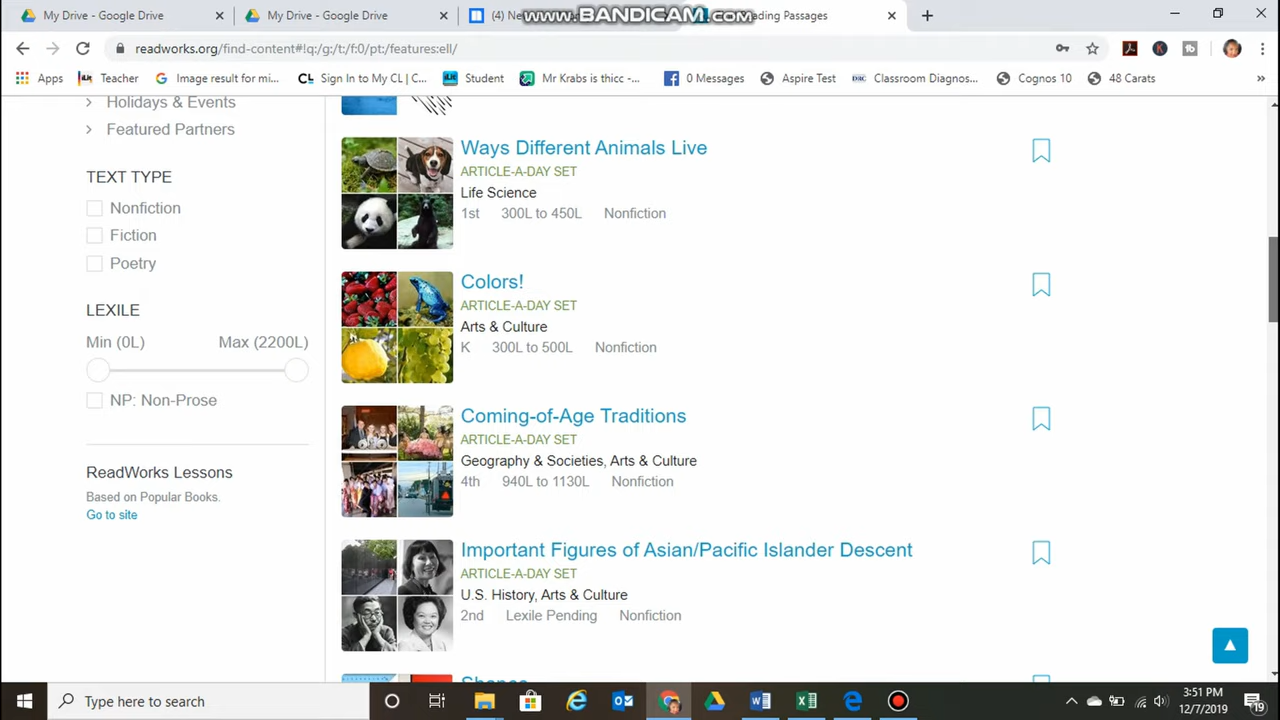 My Drive - Google Drive
My Drive - Google Drive
(4) Ne
www.BANDICAM.com
ading Passages
readworks.org/find-content#!q:/g:/t:/f:0/pt:/features:ell/
Apps
Teacher
Image result for mi...
Sign In to My CL | C...
Student
Mr Krabs is thicc -...
0 Messages
Aspire Test
Classroom Diagnos...
Cognos 10
48 Carats
»
Holidays & Events
Featured Partners
TEXT TYPE
Nonfiction
Fiction
Poetry
LEXILE
Min (0L) Max (2200L)
NP: Non-Prose
ReadWorks Lessons
Based on Popular Books.
Go to site
Ways Different Animals Live
ARTICLE-A-DAY SET
Life Science
1st 300L to 450L Nonfiction
Colors!
ARTICLE-A-DAY SET
Arts & Culture
K 300L to 500L Nonfiction
Coming-of-Age Traditions
ARTICLE-A-DAY SET
Geography & Societies, Arts & Culture
4th 940L to 1130L Nonfiction
Important Figures of Asian/Pacific Islander Descent
ARTICLE-A-DAY SET
U.S. History, Arts & Culture
2nd Lexile Pending Nonfiction
Shapes
Type here to search
3:51 PM
12/7/2019
19